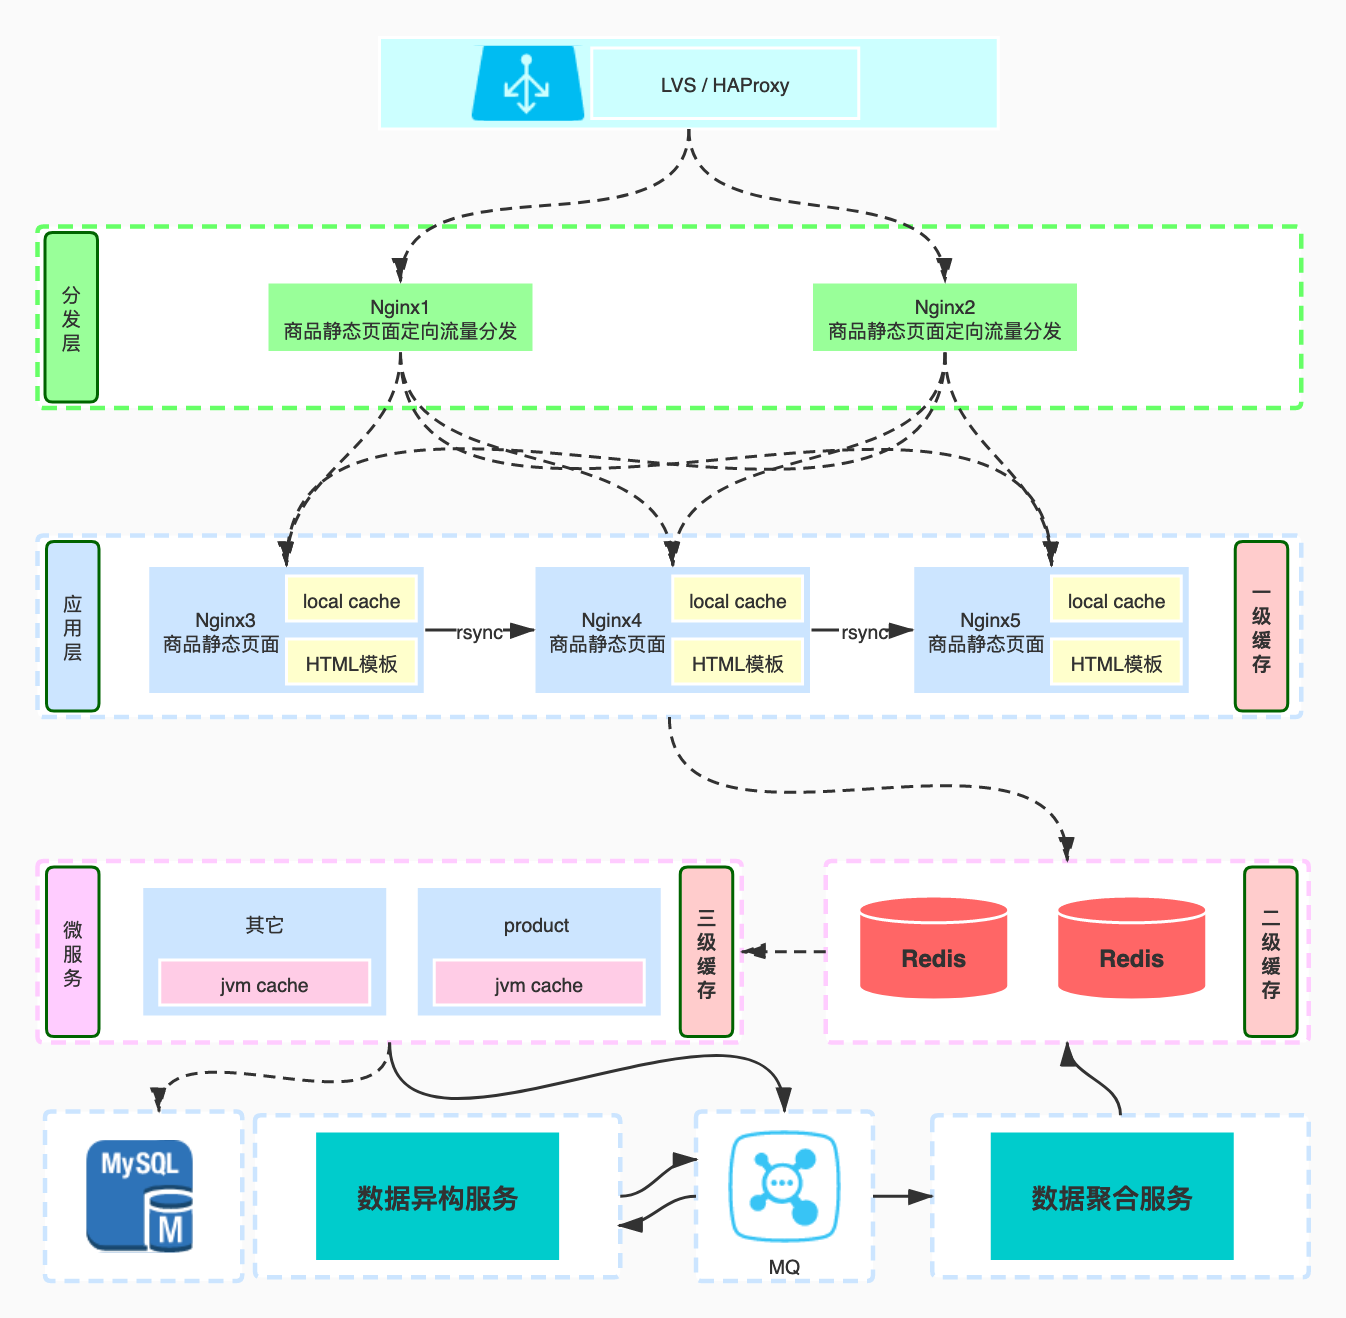 LVS / HAProxy
分
发
层
Nginx1
商品静态页面定向流量分发
Nginx2
商品静态页面定向流量分发
应
用
层
Nginx3
商品静态页面
local cache
HTML模板
rsync
Nginx4
商品静态页面
local cache
HTML模板
rsync
Nginx5
商品静态页面
local cache
HTML模板
一
级
缓
存
微
服
务
其它
jvm cache
product
jvm cache
三
级
缓
存
Redis
Redis
二
级
缓
存
MySQL
M
数据异构服务
MQ
数据聚合服务